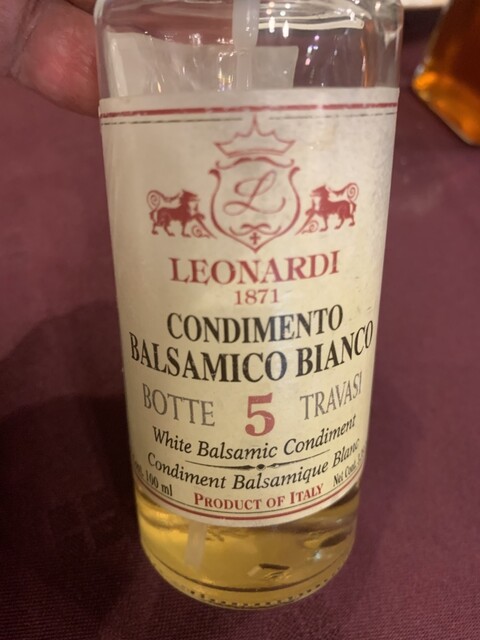 L
LEONARDI
1871
CONDIMENTO
BALSAMICO BIANCO
BOTTE 5 TRAVASI
White Balsamic Condiment
Condiment Balsamique Blanc
100 ml Net Cont.
PRODUCT OF ITALY